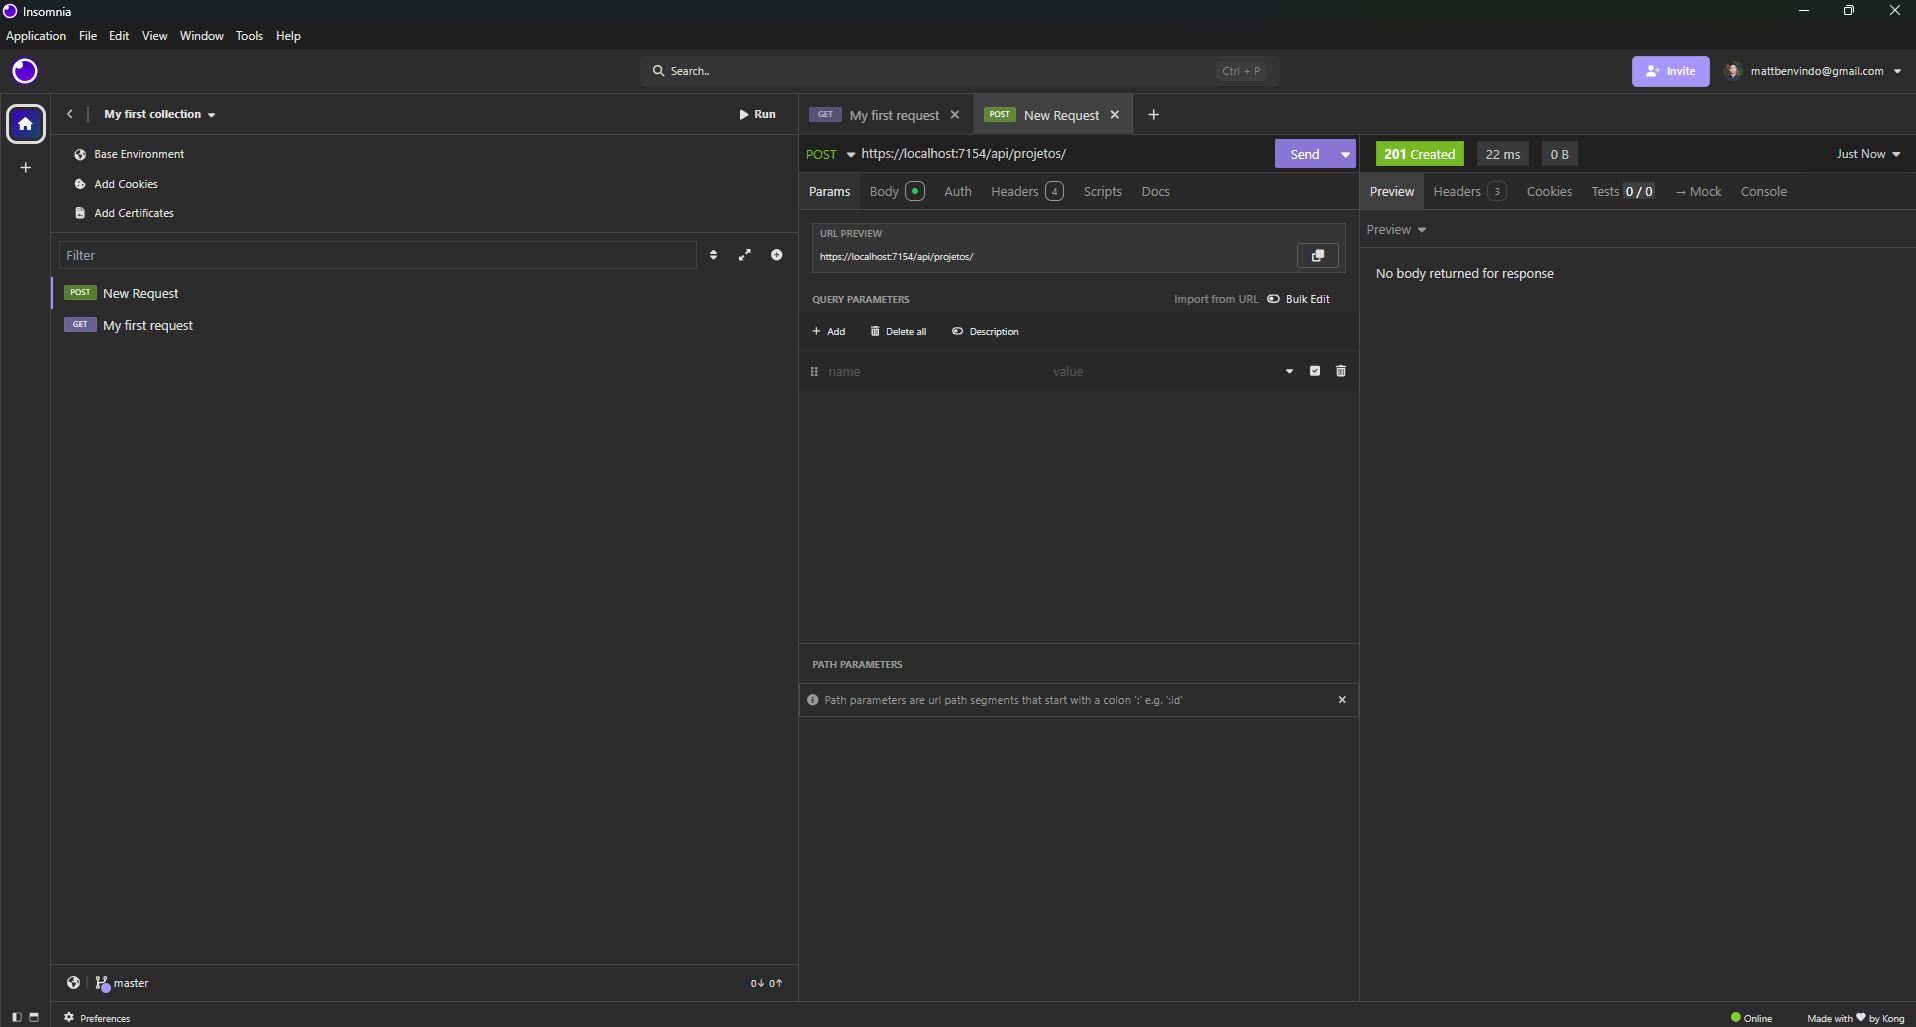 Insomnia
Application File Edit View Window Tools Help
Search.. Ctrl + P Invite mattbenvindo@gmail.com
My first collection Run
Base Environment
Add Cookies
Add Certificates
Filter
POST New Request
GET My first request
master 0↓ 0↑
Preferences
GET My first request POST New Request
POST https://localhost:7154/api/projetos/ Send
Params Body Auth Headers 4 Scripts Docs
URL PREVIEW
https://localhost:7154/api/projetos/
QUERY PARAMETERS Import from URL Bulk Edit
Add Delete all Description
name value
PATH PARAMETERS
Path parameters are url path segments that start with a colon ':' e.g. ':id'
201 Created 22 ms 0 B Just Now
Preview Headers 3 Cookies Tests 0 / 0 → Mock Console
Preview
No body returned for response
Online Made with ♥ by Kong